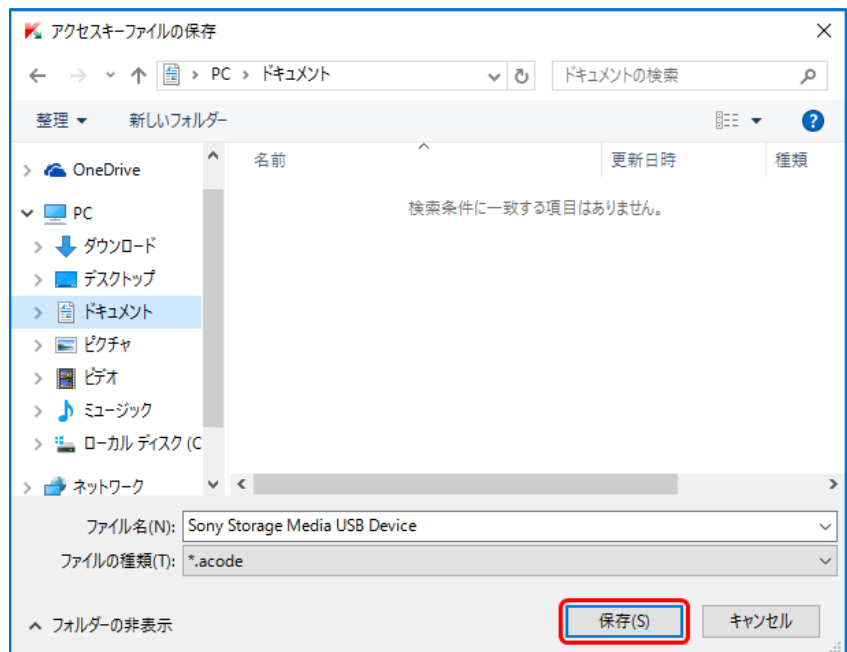 アクセスキーファイルの保存
PC > ドキュメント
ドキュメントの検索
整理 新しいフォルダー
名前 更新日時 種類
検索条件に一致する項目はありません。
OneDrive
PC
ダウンロード
デスクトップ
ドキュメント
ピクチャ
ビデオ
ミュージック
ローカル ディスク (C
ネットワーク
ファイル名(N): Sony Storage Media USB Device
ファイルの種類(T): *.acode
フォルダーの非表示
保存(S) キャンセル